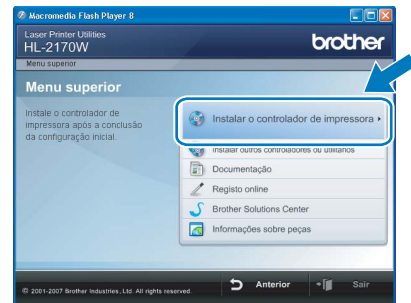 Macromedia Flash Player 8
Laser Printer Utilities
HL-2170W
brother
Menu superior
Menu superior
Instale o controlador de
impressora após a conclusão
da configuração inicial.
Instalar o controlador de impressora
Instalar outros controladores ou utilitários
Documentação
Registo online
Brother Solutions Center
Informações sobre peças
© 2001-2007 Brother Industries, Ltd. All rights reserved.
Anterior
Sair